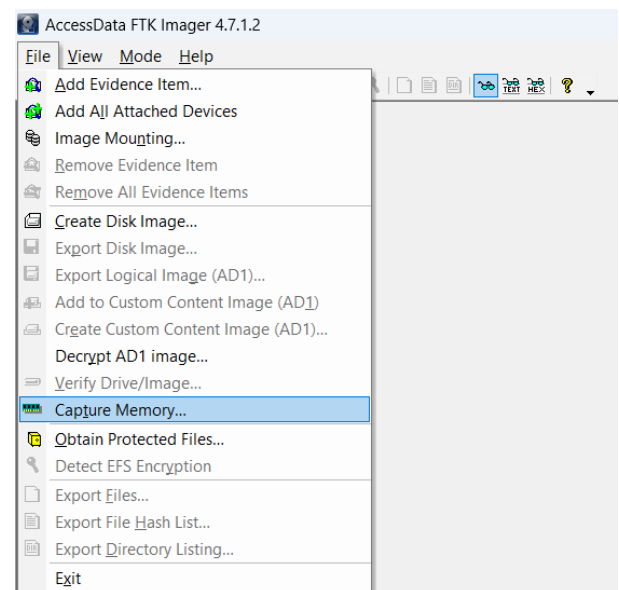 AccessData FTK Imager 4.7.1.2
File View Mode Help
TEXT HEX ?
Add Evidence Item...
Add All Attached Devices
Image Mounting...
Remove Evidence Item
Remove All Evidence Items
Create Disk Image...
Export Disk Image...
Export Logical Image (AD1)...
Add to Custom Content Image (AD1)
Create Custom Content Image (AD1)...
Decrypt AD1 image...
Verify Drive/Image...
Capture Memory...
Obtain Protected Files...
Detect EFS Encryption
Export Files...
Export File Hash List...
Export Directory Listing...
Exit